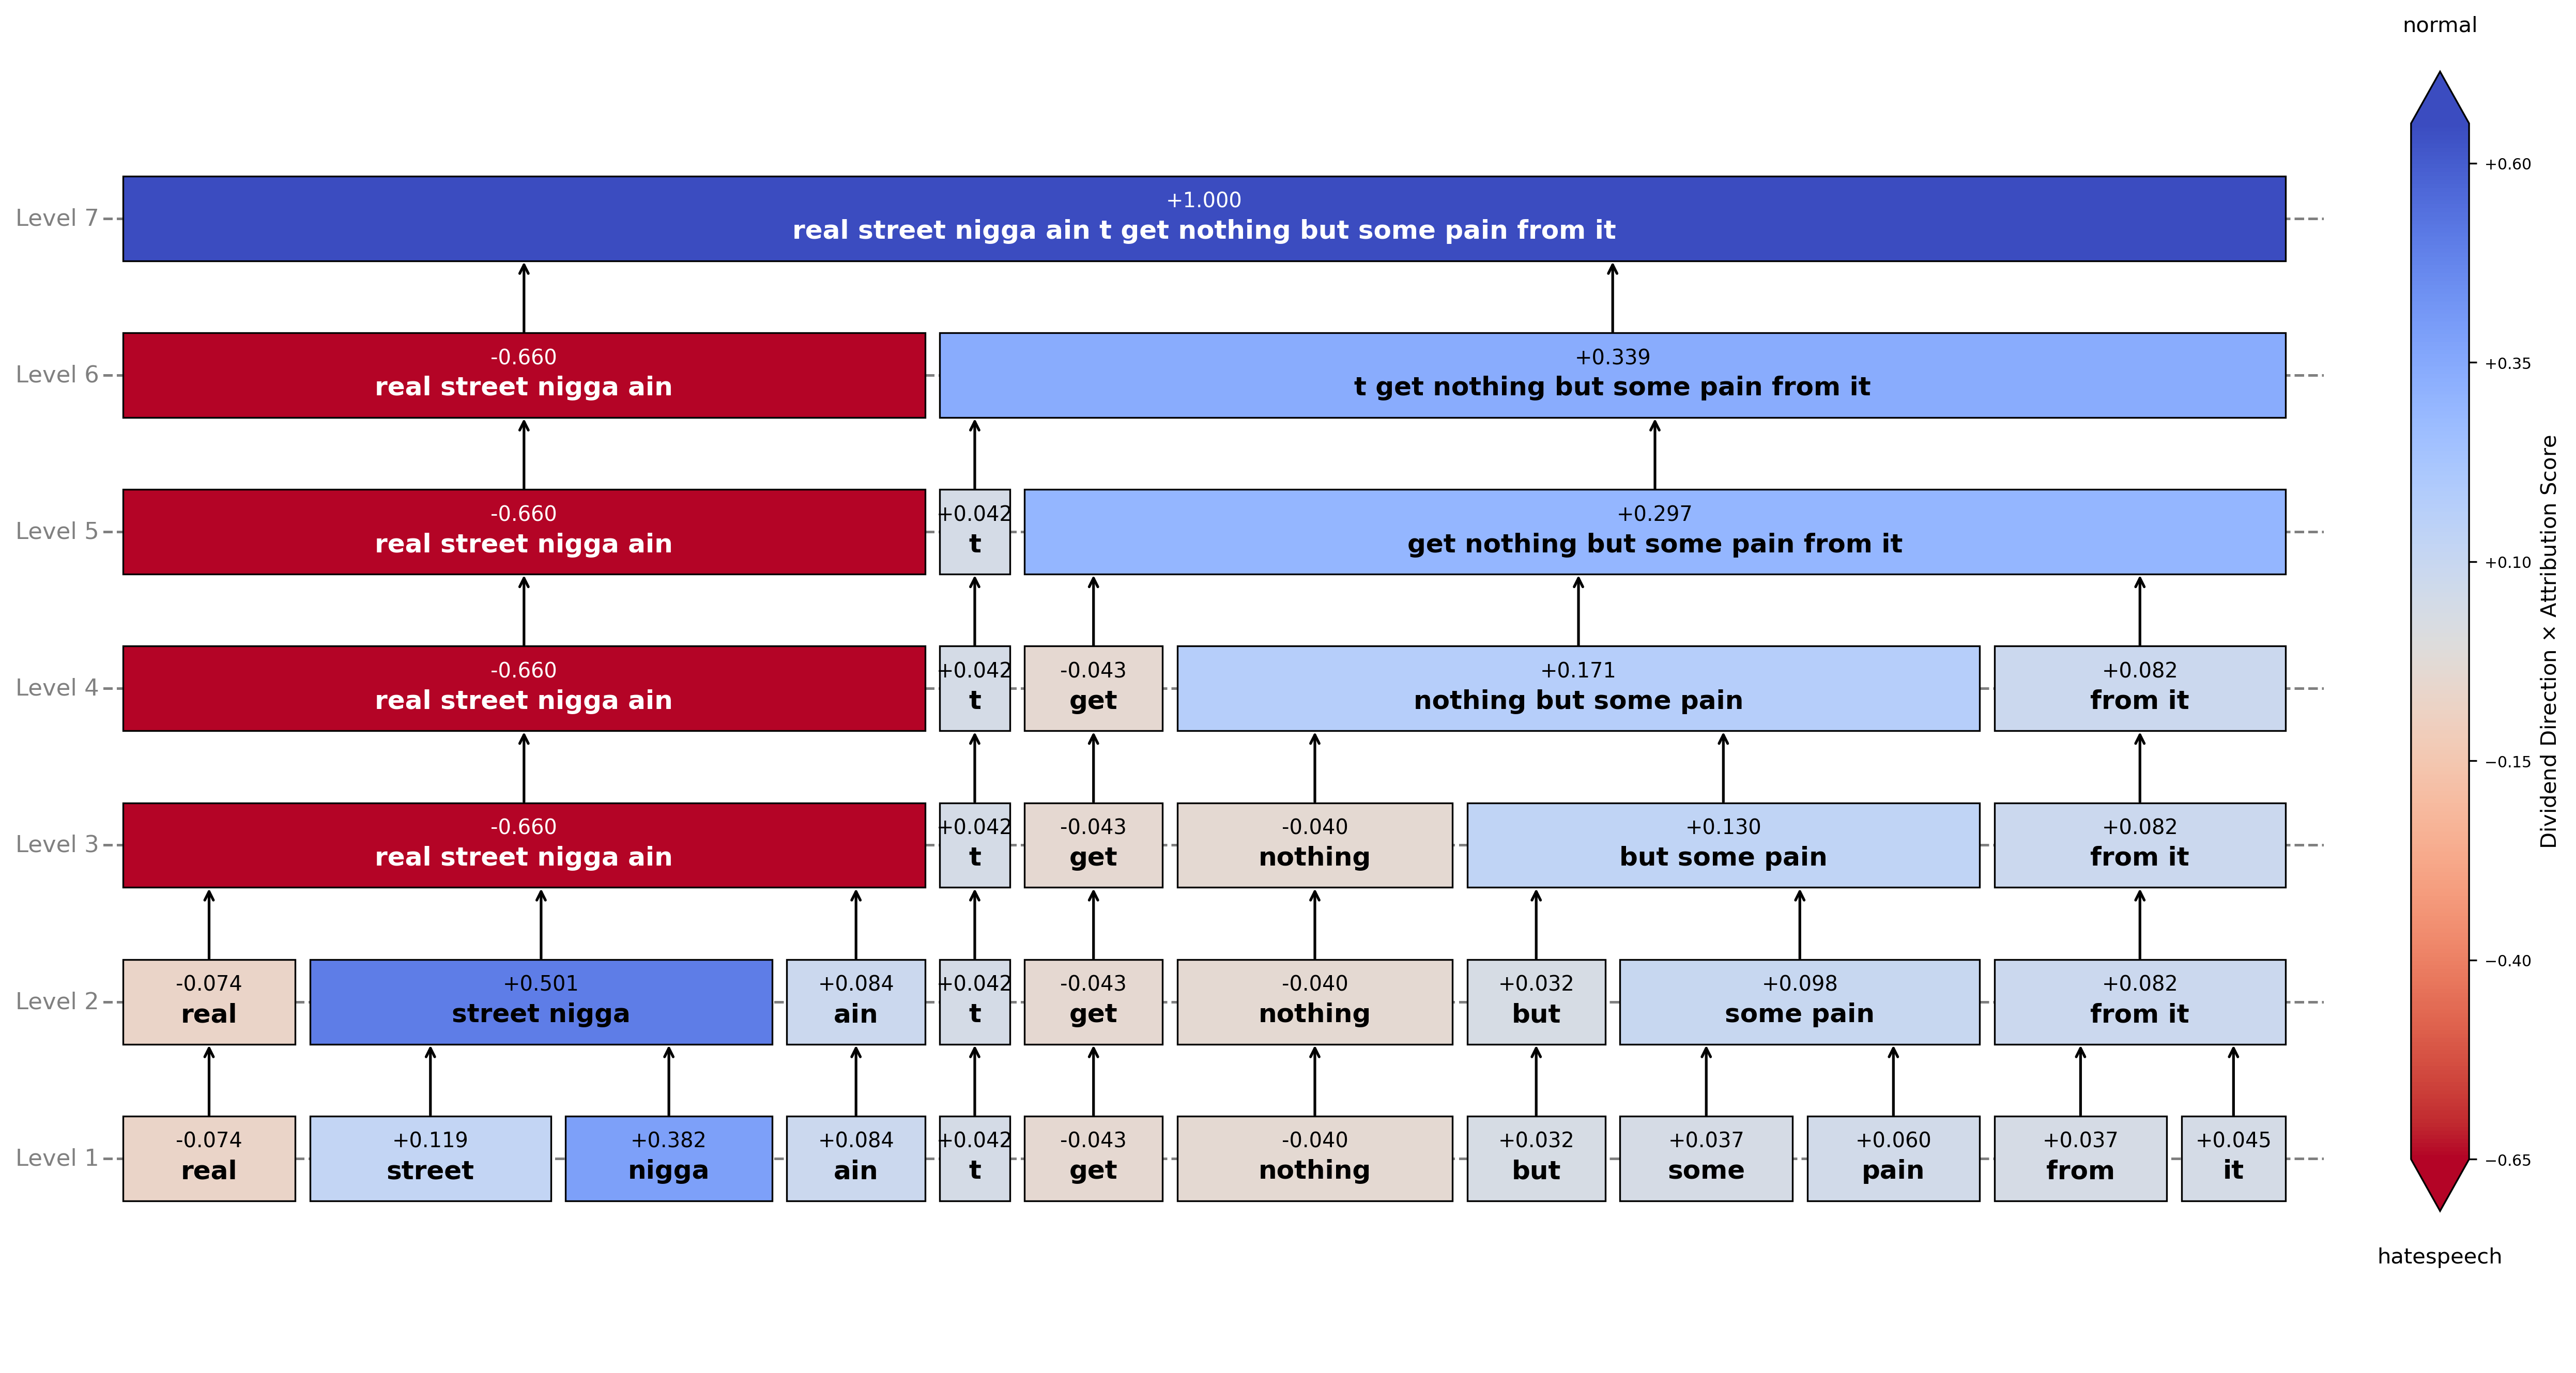 normal
+0.60
+0.35
+0.10
−0.15
−0.40
−0.65
Dividend Direction × Attribution Score
hatespeech
Level 7
+1.000
real street nigga ain t get nothing but some pain from it
Level 6
-0.660
real street nigga ain
+0.339
t get nothing but some pain from it
Level 5
-0.660
real street nigga ain
+0.042
t
+0.297
get nothing but some pain from it
Level 4
-0.660
real street nigga ain
+0.042
t
-0.043
get
+0.171
nothing but some pain
+0.082
from it
Level 3
-0.660
real street nigga ain
+0.042
t
-0.043
get
-0.040
nothing
+0.130
but some pain
+0.082
from it
Level 2
-0.074
real
+0.501
street nigga
+0.084
ain
+0.042
t
-0.043
get
-0.040
nothing
+0.032
but
+0.098
some pain
+0.082
from it
Level 1
-0.074
real
+0.119
street
+0.382
nigga
+0.084
ain
+0.042
t
-0.043
get
-0.040
nothing
+0.032
but
+0.037
some
+0.060
pain
+0.037
from
+0.045
it